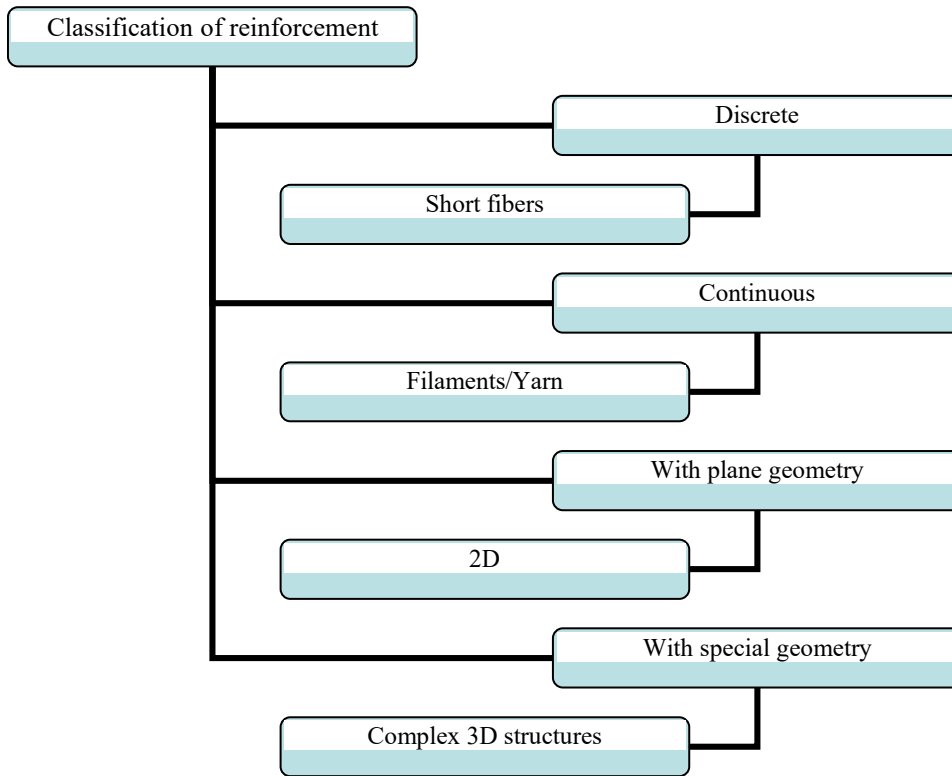 Classification of reinforcement
Discrete
Short fibers
Continuous
Filaments/Yarn
With plane geometry
2D
With special geometry
Complex 3D structures